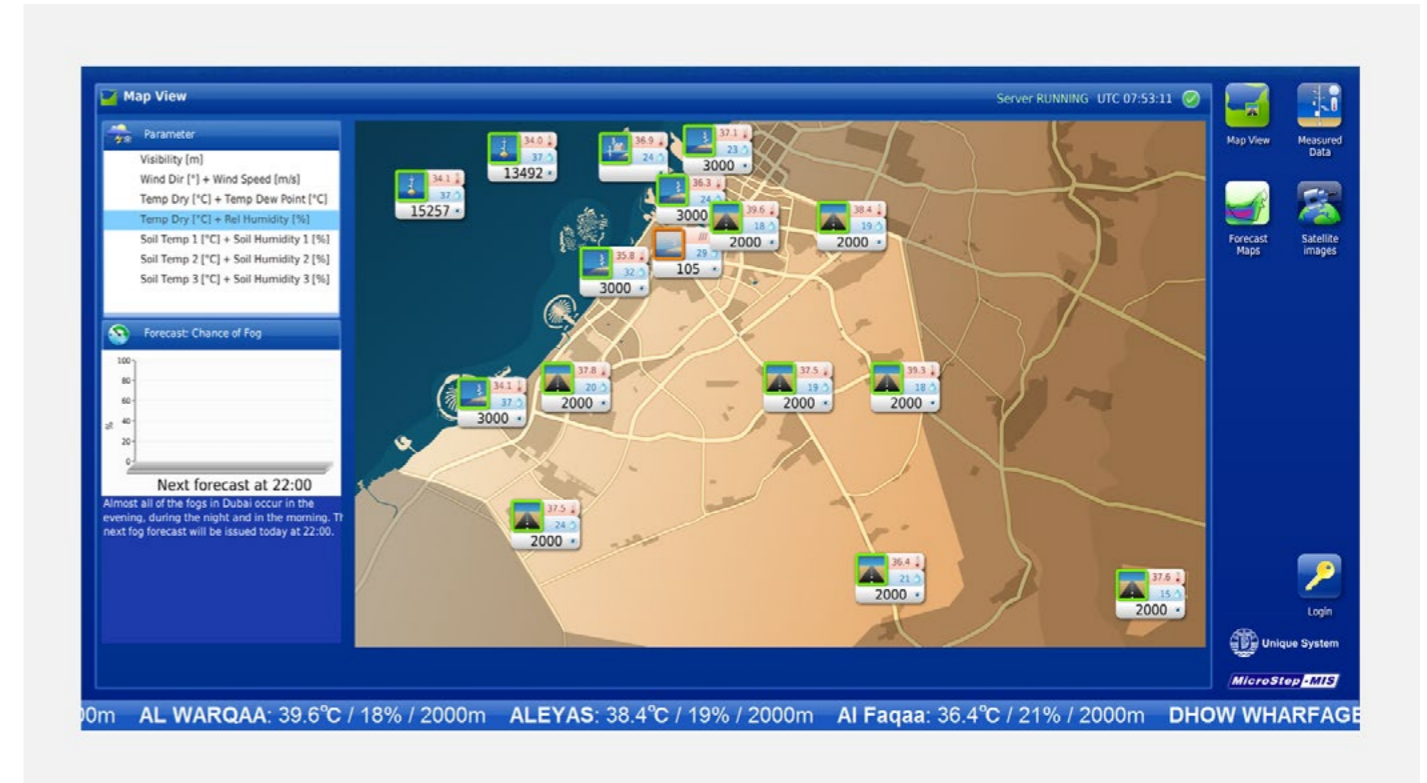 Map View
Server RUNNING UTC 07:53:11
Parameter
Visibility [m]
Wind Dir [°] + Wind Speed [m/s]
Temp Dry [°C] + Temp Dew Point [°C]
Temp Dry [°C] + Rel Humidity [%]
Soil Temp 1 [°C] + Soil Humidity 1 [%]
Soil Temp 2 [°C] + Soil Humidity 2 [%]
Soil Temp 3 [°C] + Soil Humidity 3 [%]
Forecast: Chance of Fog
100
80
60
40
20
0
%
Next forecast at 22:00
Almost all of the fogs in Dubai occur in the
evening, during the night and in the morning. Th
next fog forecast will be issued today at 22:00.
34.1
37
15257
34.0
37
13492
36.9
24
37.1
23
3000
36.3
24
3000
39.6
18
2000
38.4
19
2000
///
29
105
35.8
32
3000
34.1
37
3000
37.8
20
2000
37.5
19
2000
39.3
18
2000
37.5
24
2000
36.4
21
2000
37.6
15
2000
Map View
Measured
Data
Forecast
Maps
Satellite
images
Login
Unique System
MicroStep-MIS
00m AL WARQAA: 39.6°C / 18% / 2000m ALEYAS: 38.4°C / 19% / 2000m Al Faqaa: 36.4°C / 21% / 2000m DHOW WHARFAGE